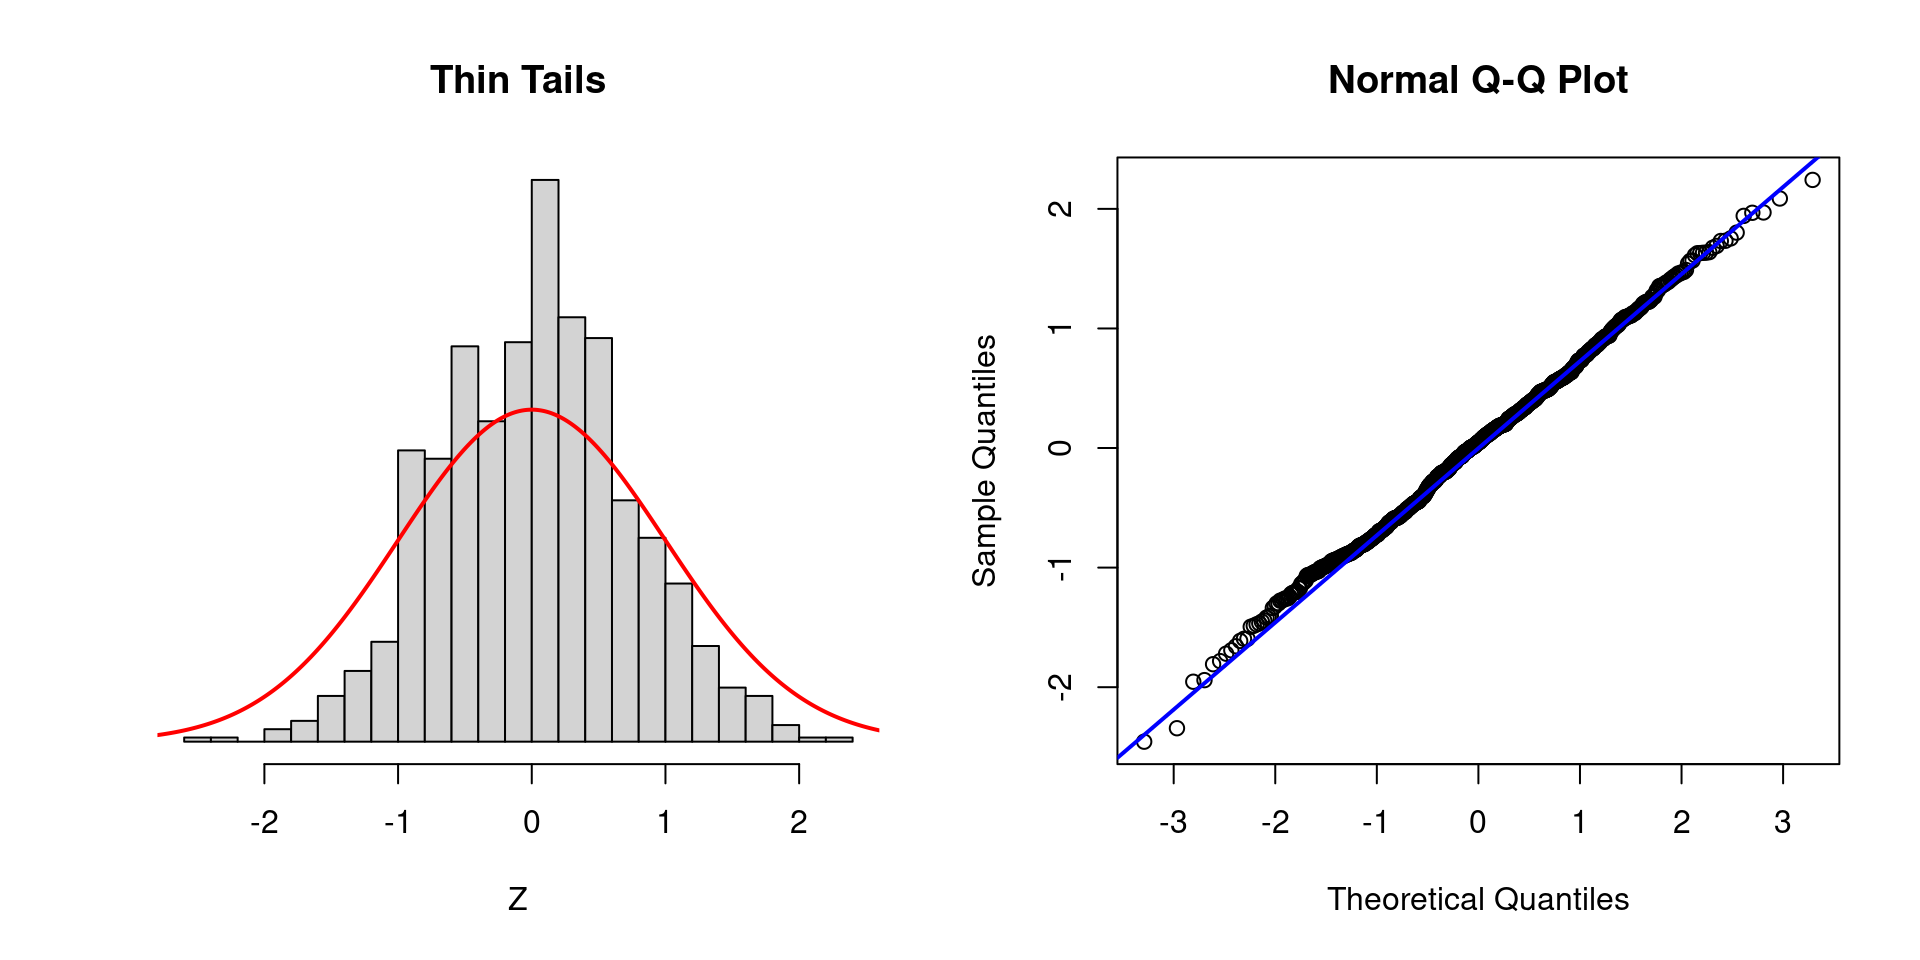 Thin Tails
-2 -1 0 1 2
Z
Normal Q-Q Plot
Sample Quantiles
2
1
0
-1
-2
-3 -2 -1 0 1 2 3
Theoretical Quantiles